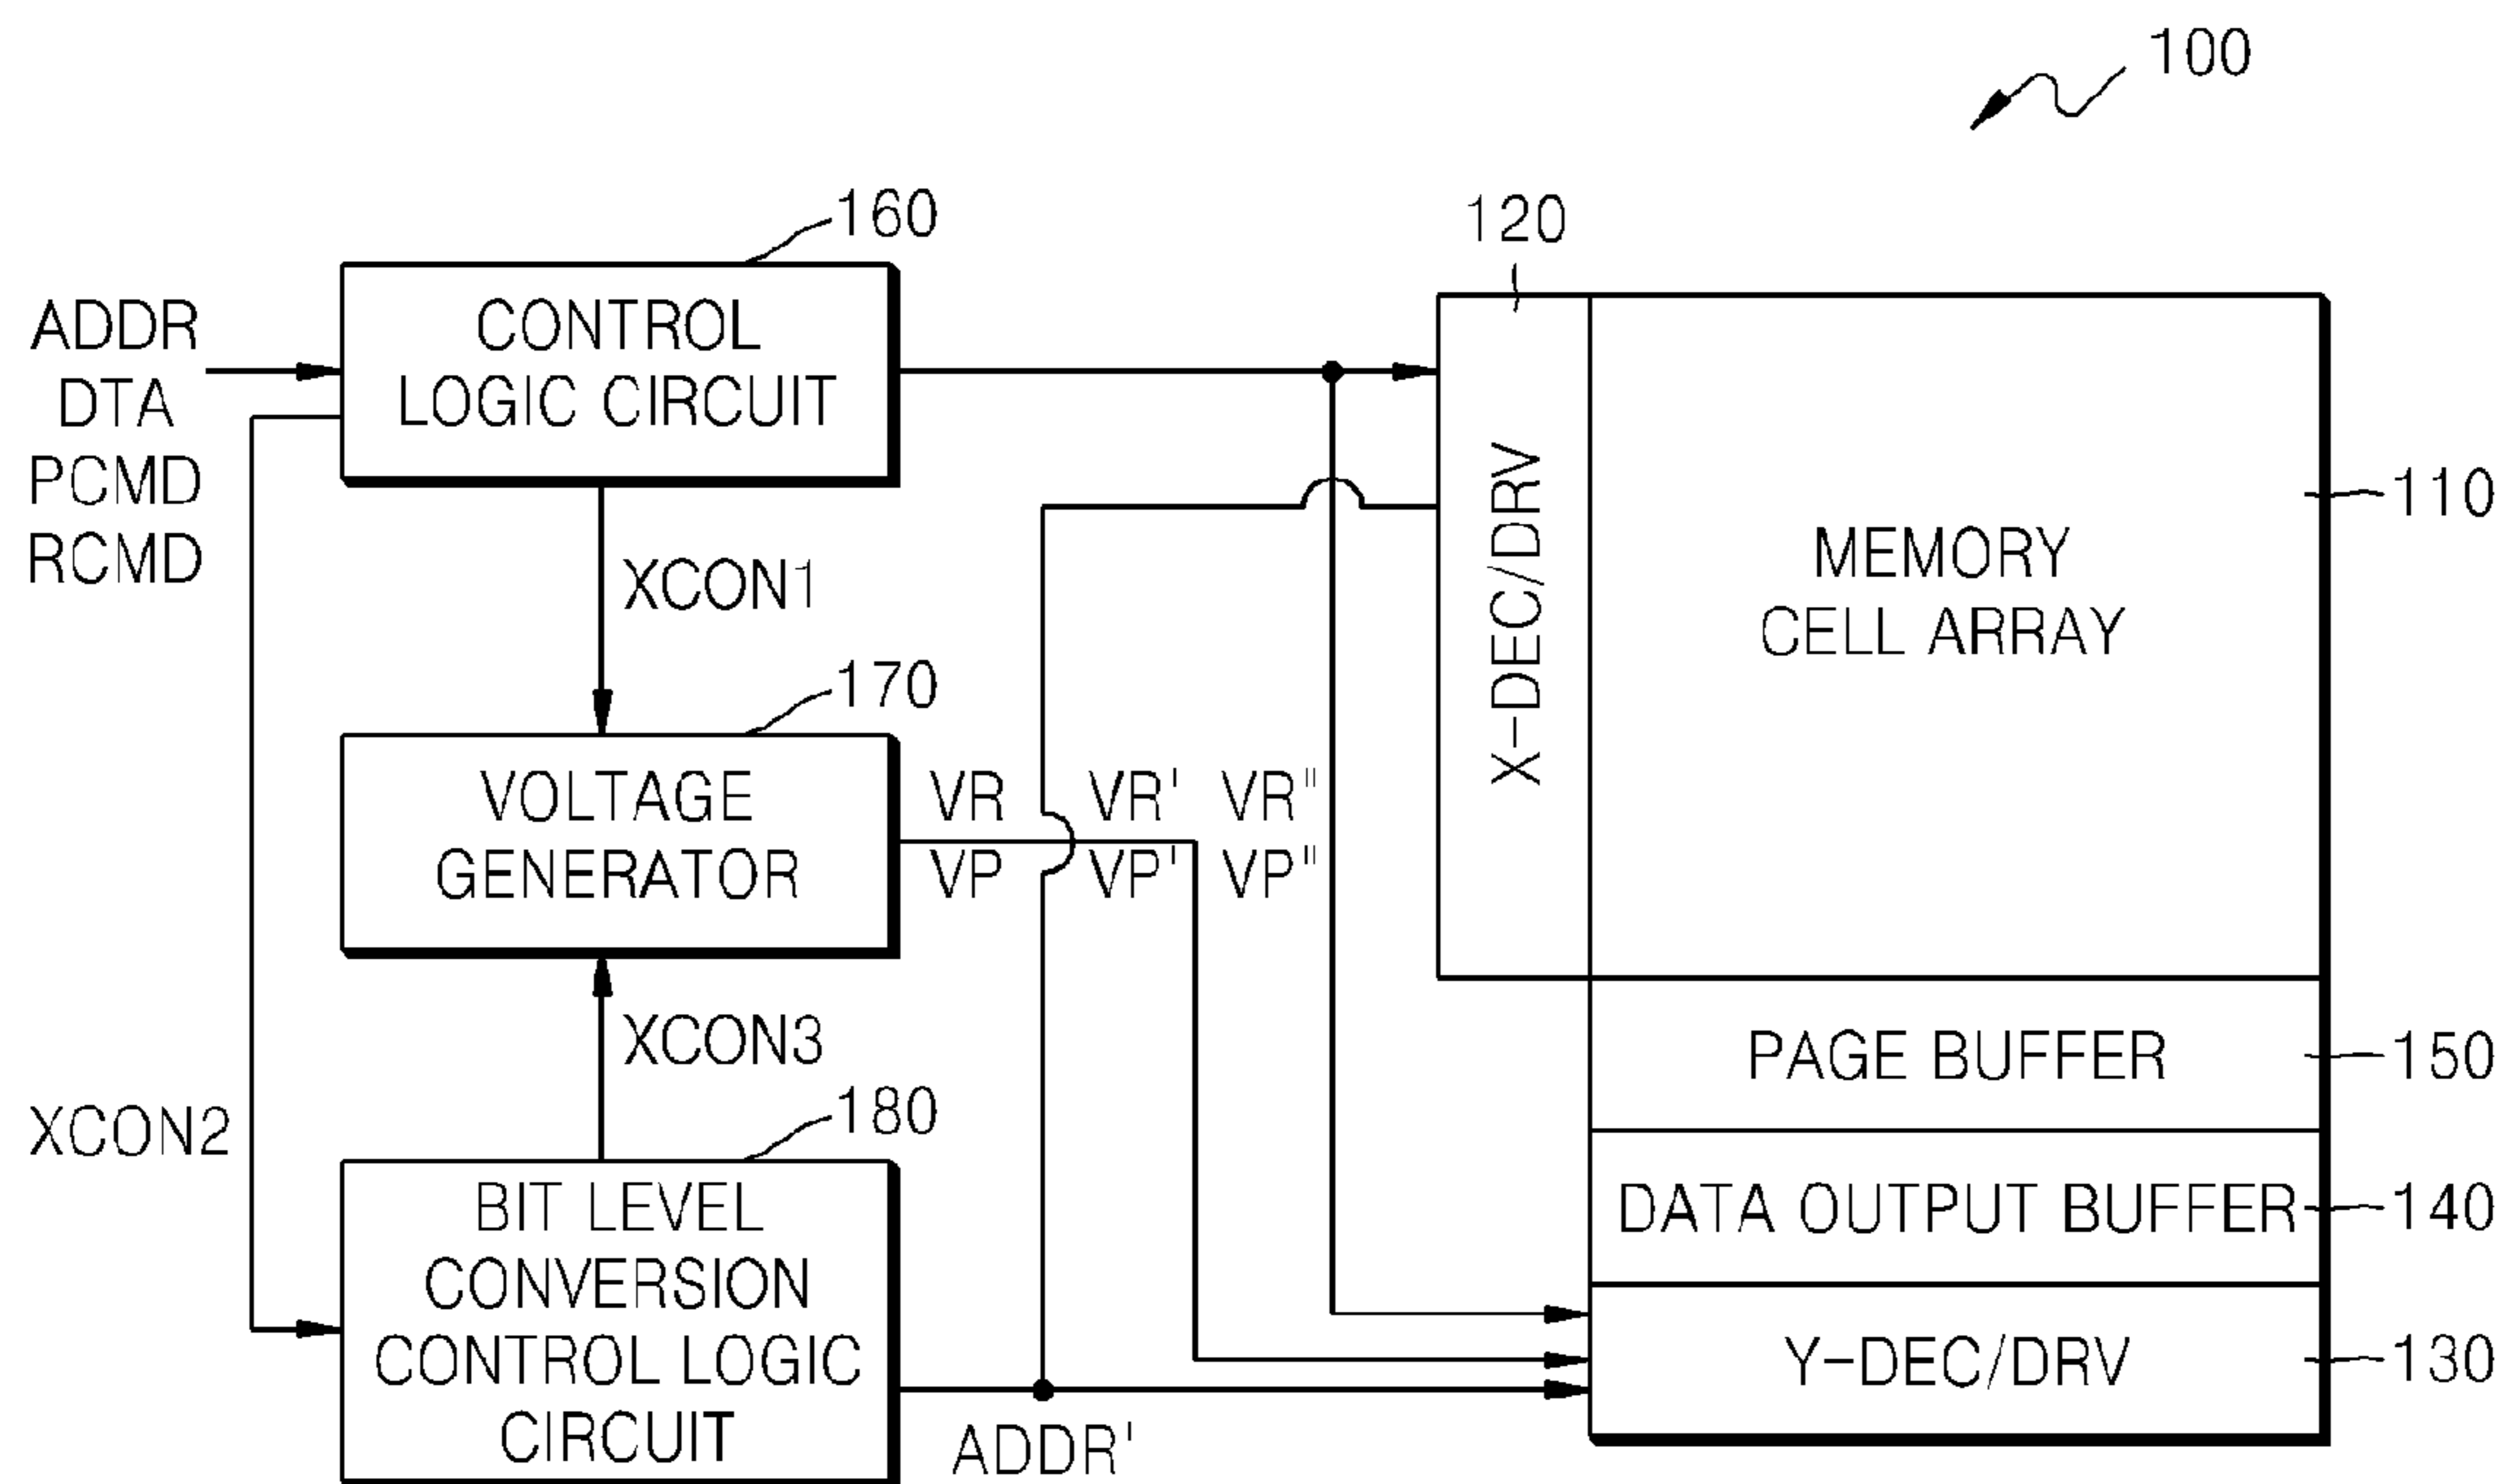 100
160
120
ADDR
DTA
PCMD
RCMD
CONTROL
LOGIC CIRCUIT
X-DEC/DRV
MEMORY
CELL ARRAY
110
XCON1
170
VOLTAGE
GENERATOR
VR VR' VR"
VP VP' VP"
XCON3
PAGE BUFFER
150
XCON2
180
BIT LEVEL
CONVERSION
CONTROL LOGIC
CIRCUIT
DATA OUTPUT BUFFER
140
Y-DEC/DRV
130
ADDR'